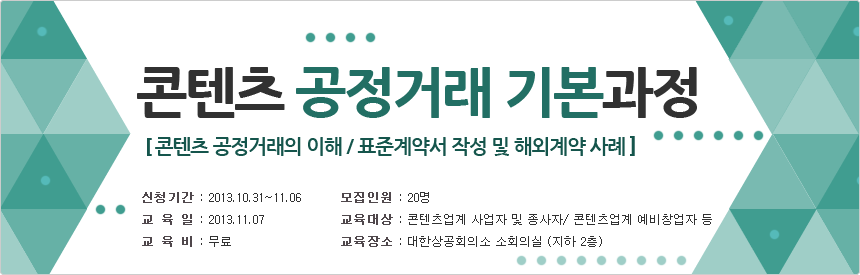 콘텐츠 공정거래 기본과정
[ 콘텐츠 공정거래의 이해 / 표준계약서 작성 및 해외계약 사례 ]
신청기간 : 2013.10.31~11.06 모집인원 : 20명
교 육 일 : 2013.11.07 교육대상 : 콘텐츠업계 사업자 및 종사자/ 콘텐츠업계 예비창업자 등
교 육 비 : 무료 교육장소 : 대한상공회의소 소회의실 (지하 2층)